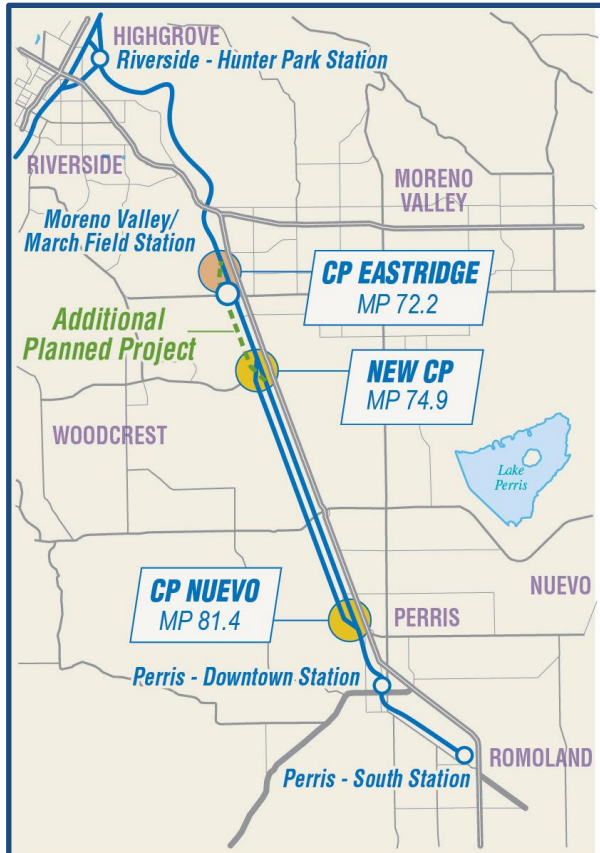 HIGHGROVE
Riverside - Hunter Park Station
RIVERSIDE
MORENO
VALLEY
Moreno Valley/
March Field Station
CP EASTRIDGE
MP 72.2
Additional
Planned Project
NEW CP
MP 74.9
WOODCREST
Lake
Perris
CP NUEVO
MP 81.4
NUEVO
PERRIS
Perris - Downtown Station
ROMOLAND
Perris - South Station